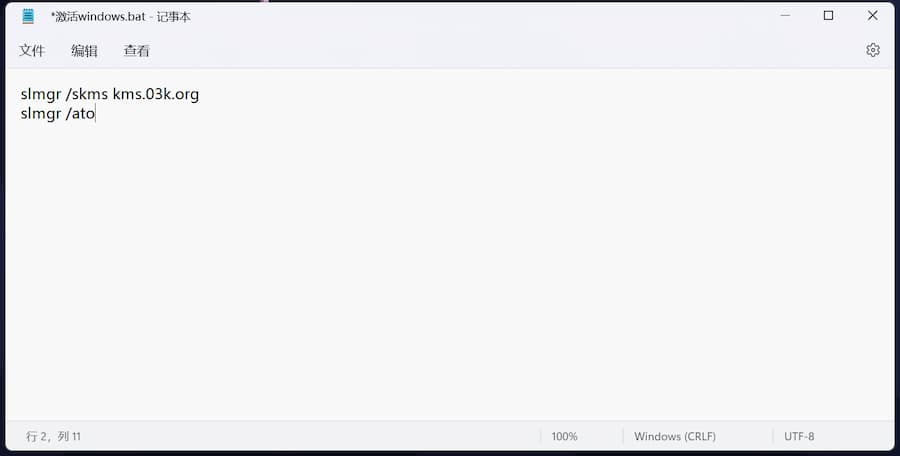 *激活windows.bat - 记事本
文件 编辑 查看
slmgr /skms kms.03k.org
slmgr /ato
行 2，列 11 100% Windows (CRLF) UTF-8